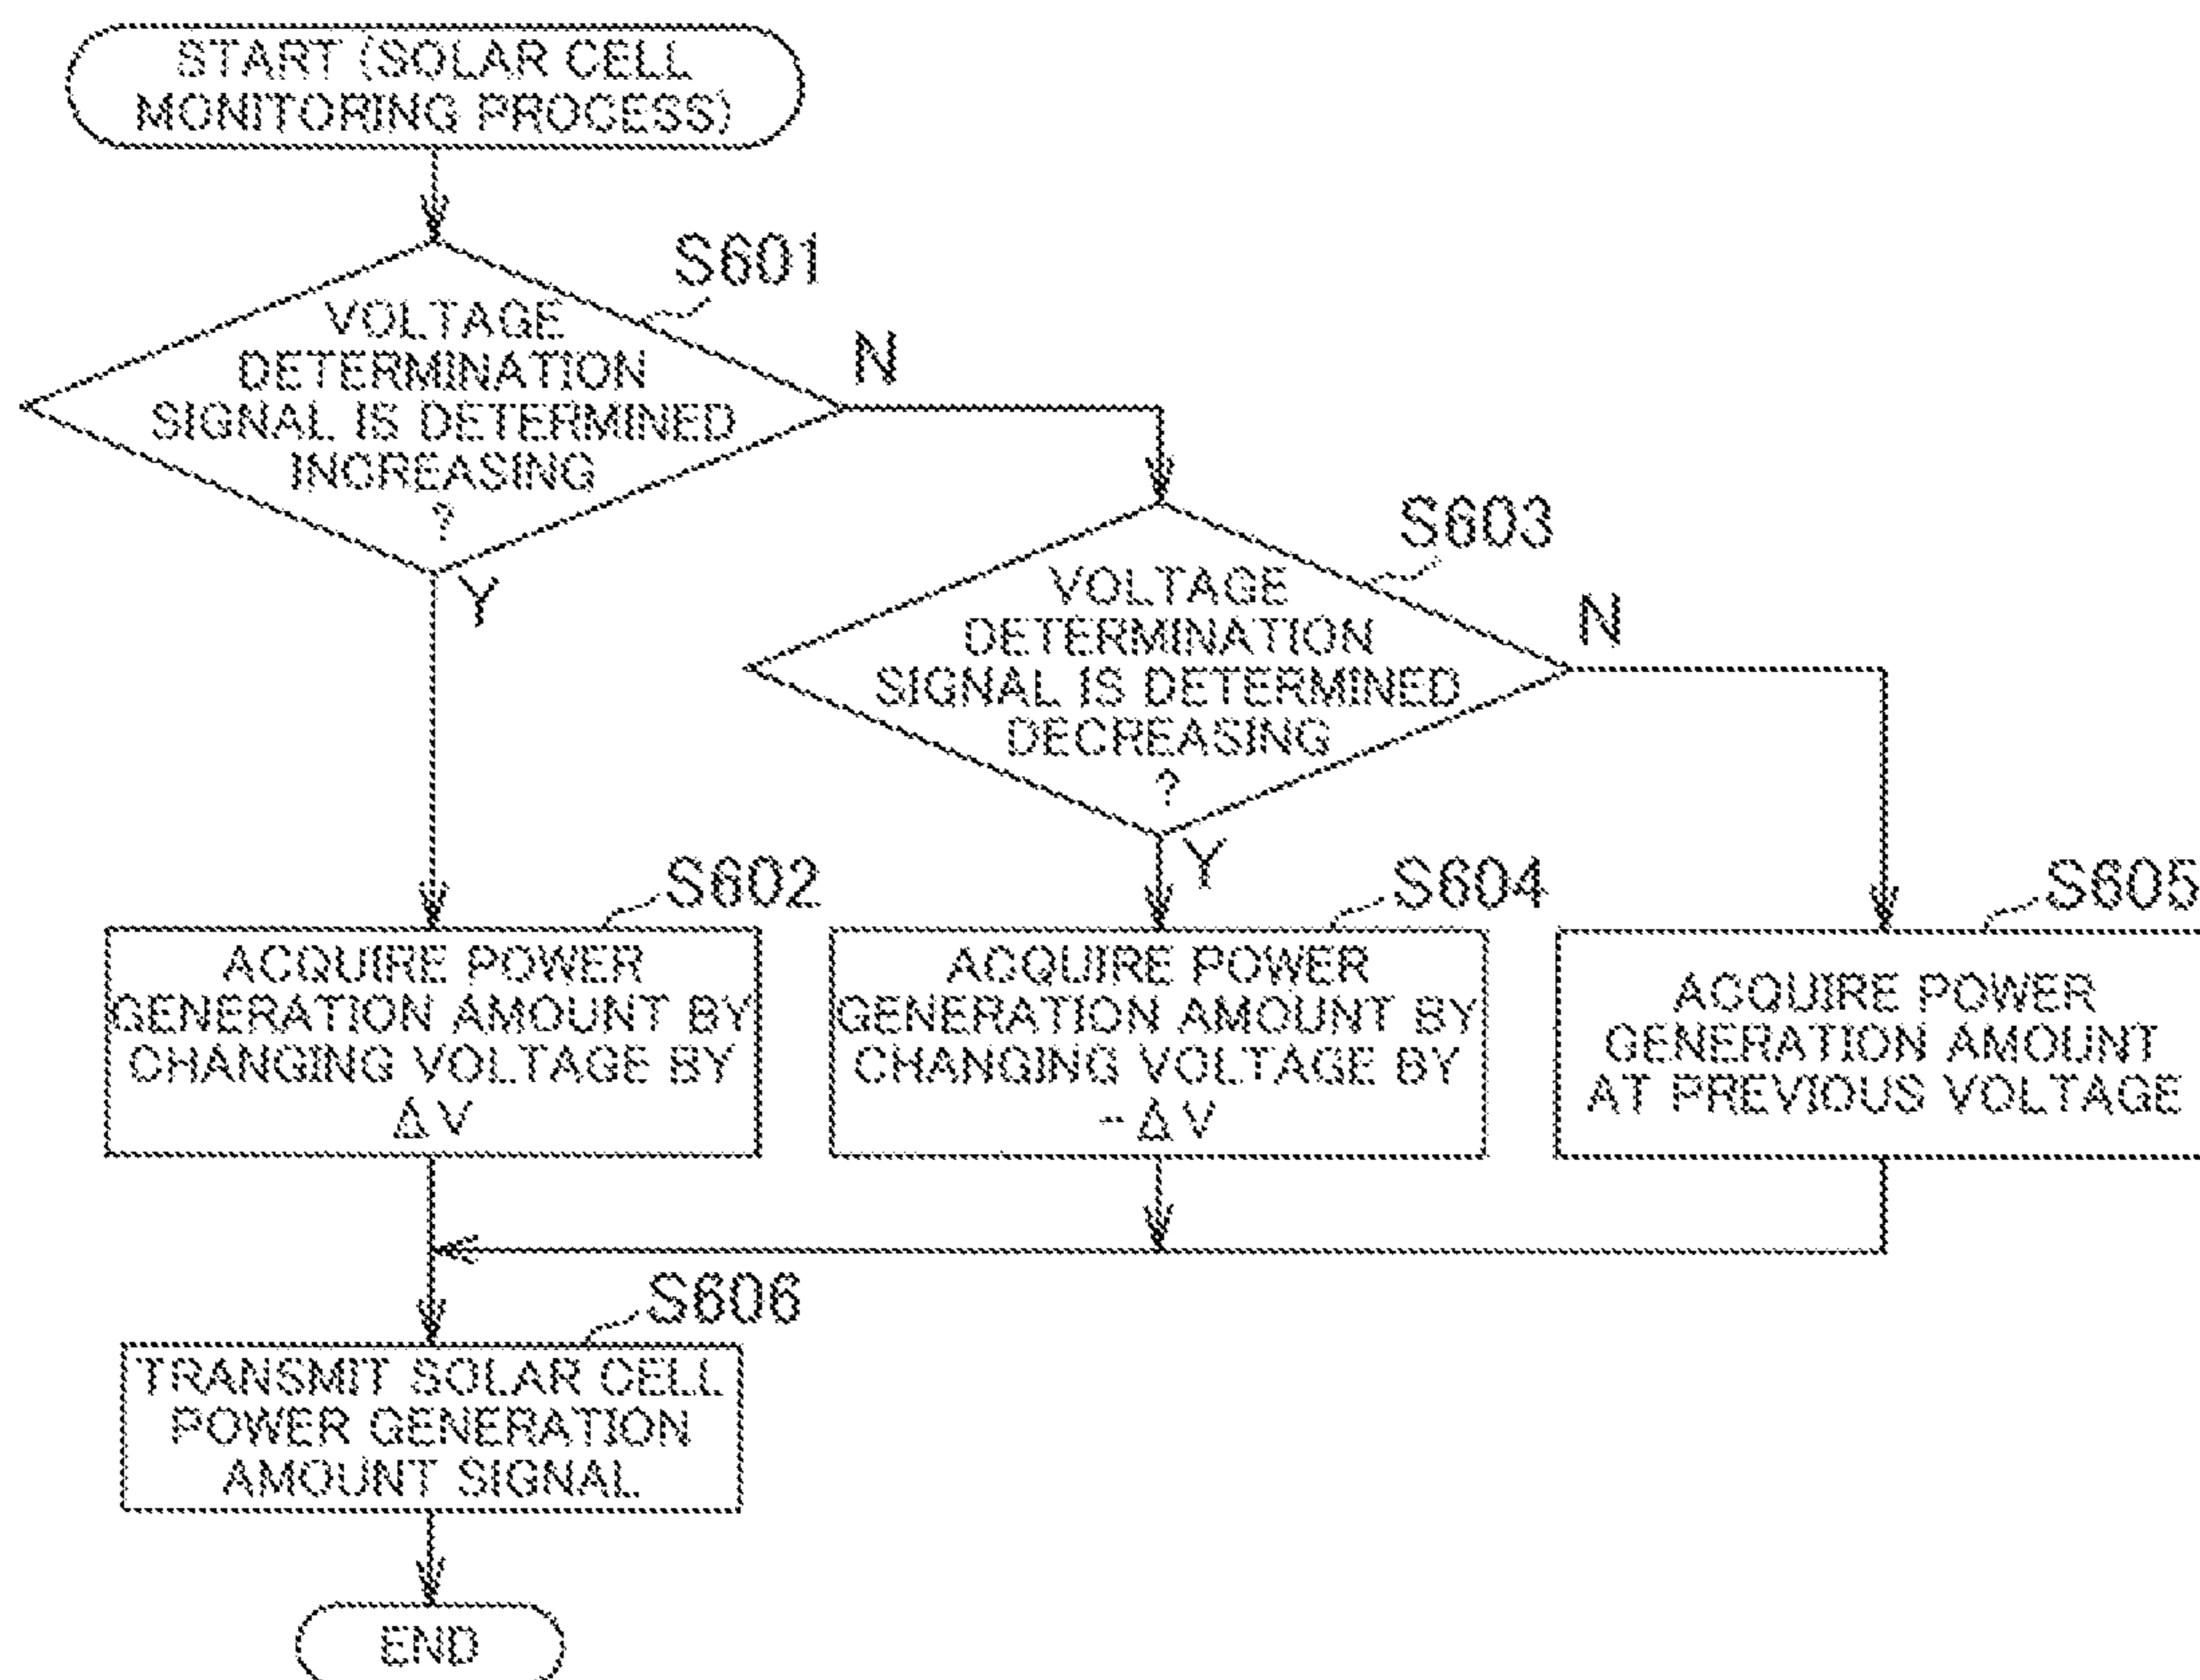 START (SOLAR CELL
MONITORING PROCESS)
S601
VOLTAGE
DETERMINATION
SIGNAL IS DETERMINED
INCREASING
?
N
Y
S603
VOLTAGE
DETERMINATION
SIGNAL IS DETERMINED
DECREASING
?
N
Y
S602
ACQUIRE POWER
GENERATION AMOUNT BY
CHANGING VOLTAGE BY
ΔV
S604
ACQUIRE POWER
GENERATION AMOUNT BY
CHANGING VOLTAGE BY
-ΔV
S605
ACQUIRE POWER
GENERATION AMOUNT
AT PREVIOUS VOLTAGE
S606
TRANSMIT SOLAR CELL
POWER GENERATION
AMOUNT SIGNAL
END